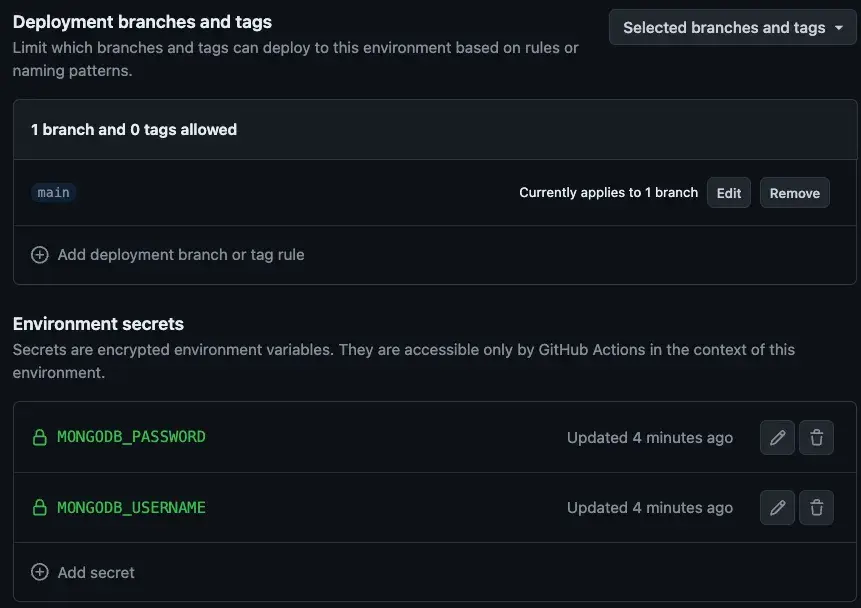 Deployment branches and tags
Selected branches and tags
Limit which branches and tags can deploy to this environment based on rules or
naming patterns.
1 branch and 0 tags allowed
main
Currently applies to 1 branch
Edit
Remove
Add deployment branch or tag rule
Environment secrets
Secrets are encrypted environment variables. They are accessible only by GitHub Actions in the context of this
environment.
MONGODB_PASSWORD
Updated 4 minutes ago
MONGODB_USERNAME
Updated 4 minutes ago
Add secret